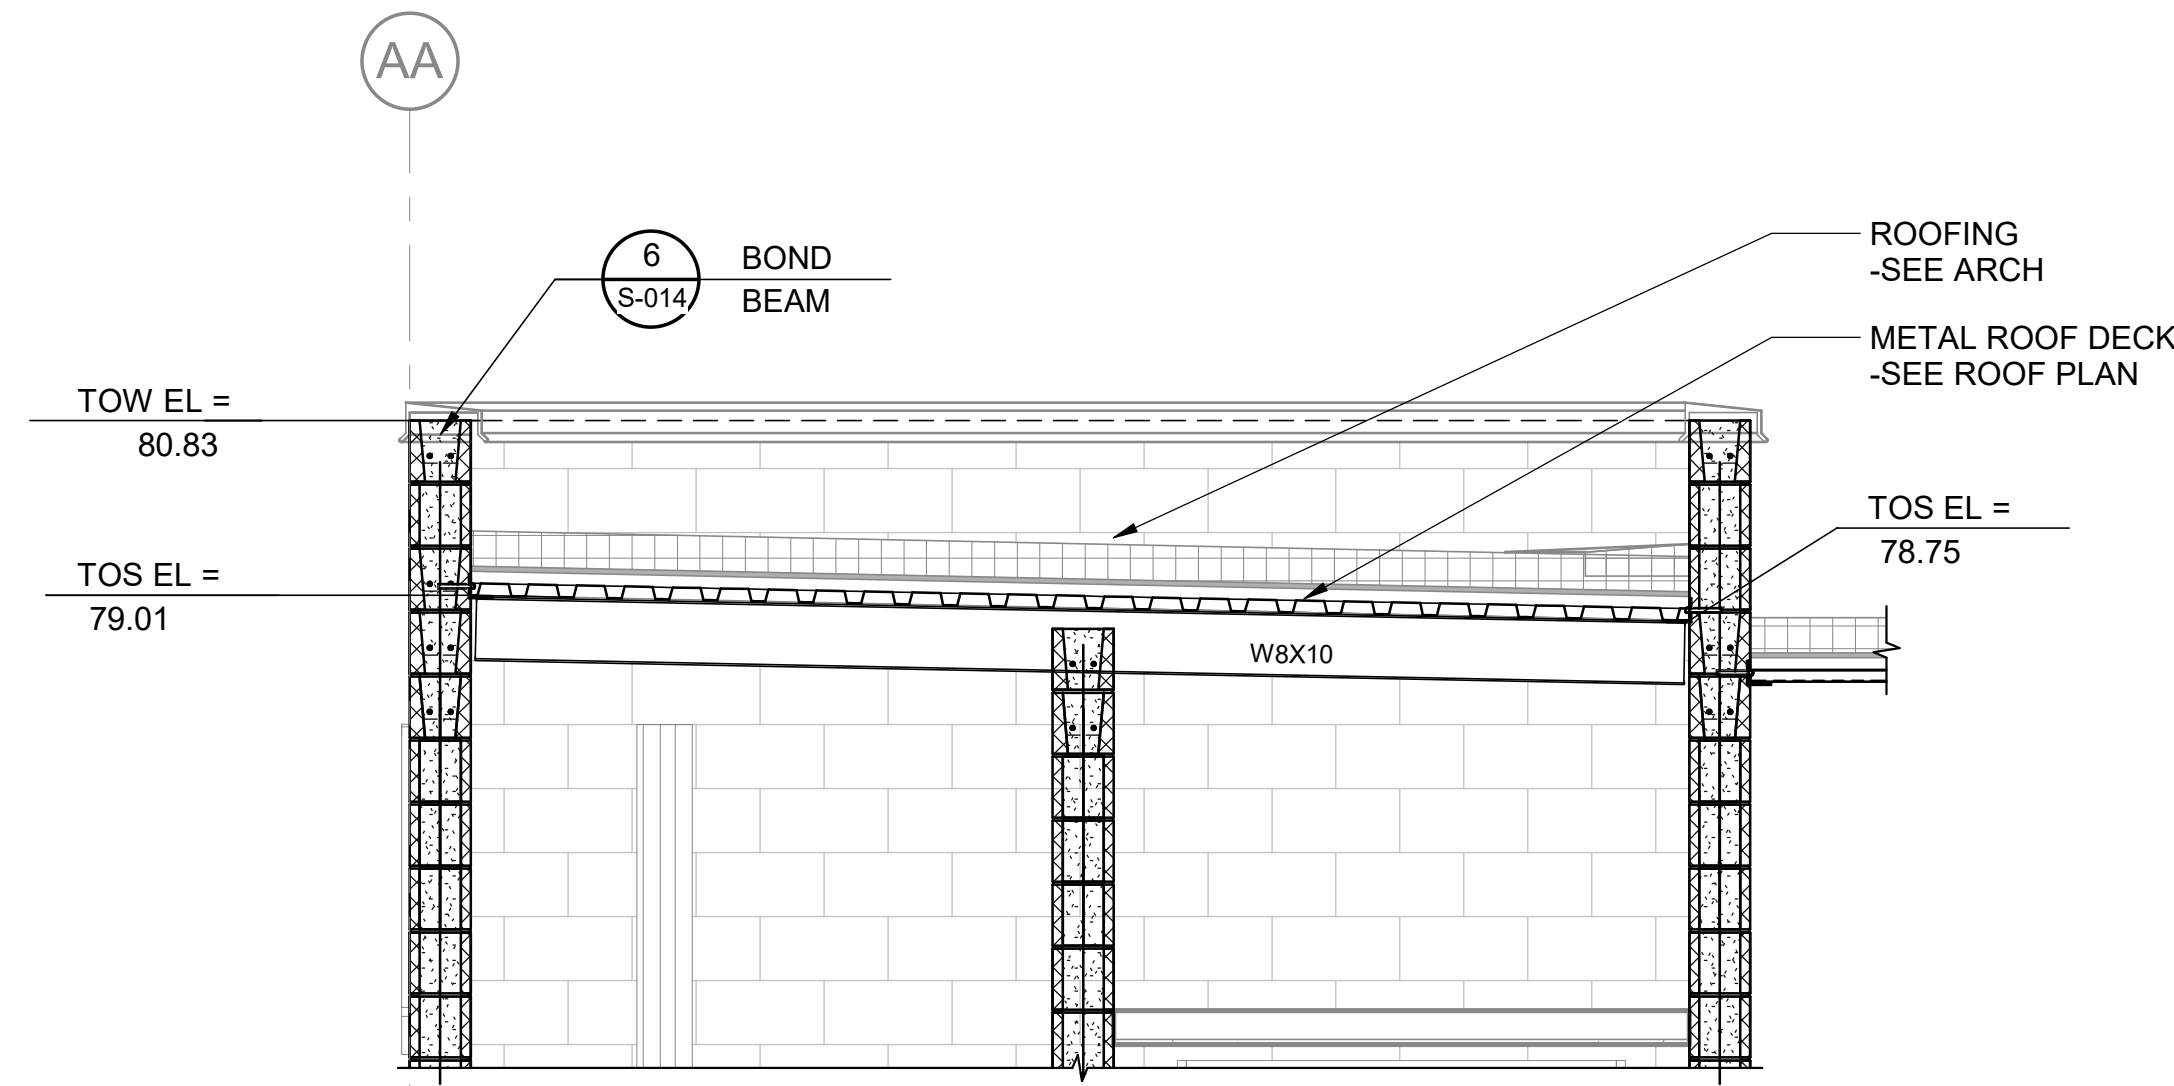 AA
6
S-014
BOND
BEAM
ROOFING
-SEE ARCH
METAL ROOF DECK
-SEE ROOF PLAN
TOW EL =
80.83
TOS EL =
78.75
TOS EL =
79.01
W8X10